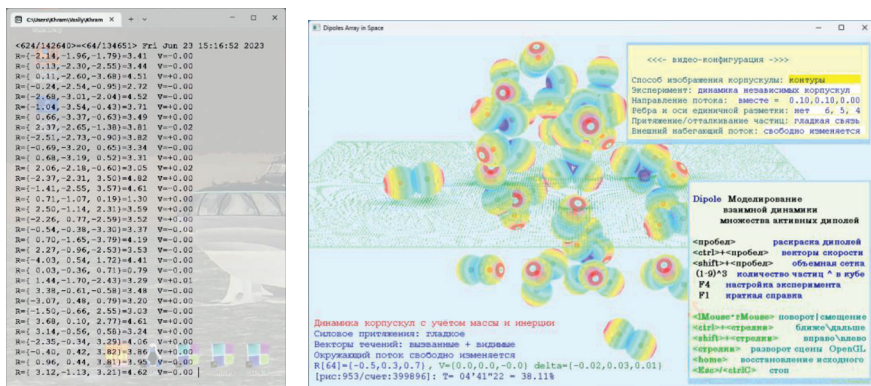 C:\Users\Khram\Vasily\Khram
<624/142640>=<64/134651> Fri Jun 23 15:16:52 2023
R={-2.14,-1.96,-1.79}=3.41 V=-0.00
R={ 0.13,-2.30,-2.55}=3.44 V=-0.00
R={ 0.11,-2.60,-3.68}=4.51 V=+0.00
R={-0.24,-2.54,-0.95}=2.72 V=-0.00
R={-2.68,-3.01,-2.04}=4.52 V=-0.00
R={-1.04,-3.54,-0.43}=3.71 V=+0.00
R={ 0.66,-3.37,-0.63}=3.49 V=+0.00
R={ 2.37,-2.65,-1.38}=3.81 V=-0.02
R={-2.51,-2.73,-0.90}=3.82 V=+0.00
R={-0.69,-3.20, 0.65}=3.34 V=-0.00
R={ 0.68,-3.19, 0.52}=3.31 V=+0.00
R={ 2.06,-2.18,-0.60}=3.05 V=+0.02
R={-2.37,-2.31, 3.50}=4.82 V=+0.00
R={-1.41,-2.55, 3.57}=4.61 V=-0.00
R={ 0.71,-1.07, 0.19}=1.30 V=+0.00
R={ 2.50,-1.14, 2.31}=3.59 V=-0.00
R={-2.26, 0.77,-2.59}=3.52 V=-0.00
R={-0.54,-0.38,-3.30}=3.37 V=-0.00
R={ 0.70,-1.65,-3.79}=4.19 V=-0.00
R={ 2.27,-0.96,-2.53}=3.53 V=-0.00
R={-4.03, 0.54, 1.72}=4.41 V=-0.00
R={ 0.03,-0.36, 0.71}=0.79 V=-0.00
R={ 1.44,-1.70,-2.43}=3.29 V=+0.01
R={ 3.38,-0.61,-0.58}=3.48 V=-0.00
R={-3.07, 0.48, 0.79}=3.20 V=+0.00
R={-1.50,-0.66, 2.55}=3.03 V=-0.00
R={ 3.68, 0.10, 2.77}=4.61 V=+0.00
R={ 3.14,-0.56, 0.58}=3.24 V=+0.00
R={-2.35,-0.34, 3.29}=4.06 V=+0.00
R={-0.40, 0.42, 3.82}=3.86 V=+0.00
R={ 0.96, 0.44, 3.81}=3.95 V=-0.00
R={ 3.12,-1.13, 3.21}=4.62 V=-0.00
Dipoles Array in Space
<<<- видео-конфигурация ->>>
Способ изображения корпускулы: контуры
Эксперимент: динамика независимых корпускул
Направление потока: вместе = 0.10,0.10,0.00
Ребра и оси единичной разметки: нет 6, 5, 4
Притяжение/отталкивание частиц: гладкая связь
Внешний набегающий поток: свободно изменяется
Dipole Моделирование
взаимной динамики
множества активных диполей
<пробел> раскраска диполей
<ctrl>+<пробел> векторы скорости
<shift>+<пробел> объемная сетка
(1-9)^3 количество частиц ^ в кубе
F4 настройка эксперимента
F1 краткая справка
<lMouse*rMouse> поворот|смещение
<ctrl>+<стрелки> ближе\дальше
<shift>+<стрелки> вправо\влево
<стрелки> разворот сцены OpenGL
<home> восстановление исходного
<Esc>/<ctrlC> стоп
Динамика корпускул с учётом массы и инерции
Силовое притяжения: гладкое
Векторы течений: вызванные + видимые
Окружающий поток свободно изменяется
R[64]={-0.5,0.3,0.7}, V={0.0,0.0,-0.0} delta={-0.02,0.03,0.01}
[рис:953/счет:399896]: T= 04'41"22 = 38.11%